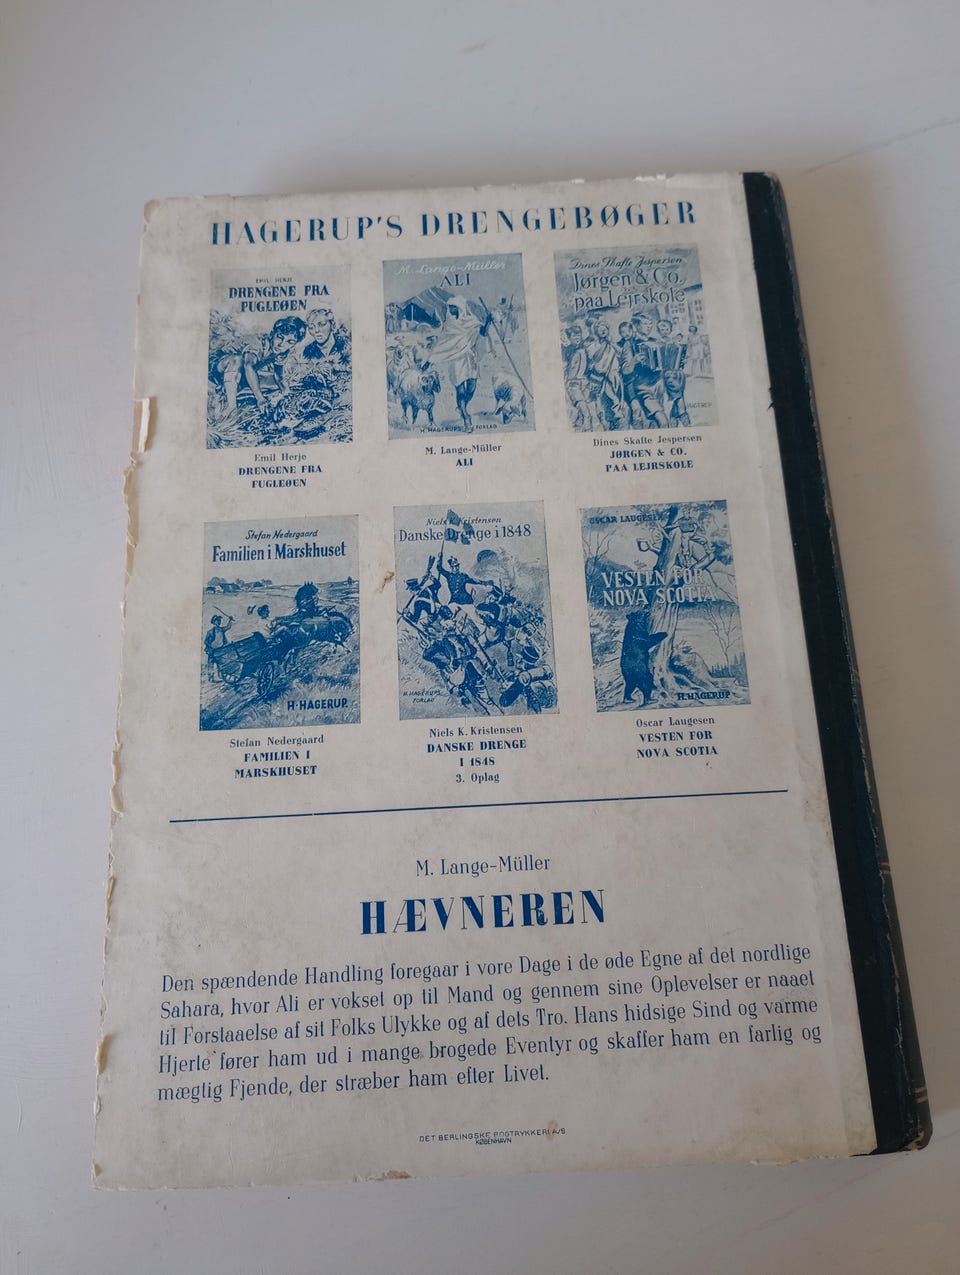 HAGERUP'S DRENGEBØGER
EMIL HERJE
DRENGENE FRA
FUGLEØEN
M. Lange-Müller
ALI
H. HAGERUPS FORLAG
Dines Skafte Jespersen
Jørgen & Co.
paa Lejrskole
HAGERUP
Emil Herje
DRENGENE FRA
FUGLEØEN
M. Lange-Müller
ALI
Dines Skafte Jespersen
JØRGEN & CO.
PAA LEJRSKOLE
Stefan Nedergaard
Familien i Marskhuset
H. HAGERUP
Niels K. Kristensen
Danske Drenge i 1848
H. HAGERUPS
FORLAG
OSCAR LAUGESEN
VESTEN FOR
NOVA SCOTIA
H. HAGERUP
Stefan Nedergaard
FAMILIEN I
MARSKHUSET
Niels K. Kristensen
DANSKE DRENGE
I 1848
3. Oplag
Oscar Laugesen
VESTEN FOR
NOVA SCOTIA
M. Lange-Müller
HÆVNEREN
Den spændende Handling foregaar i vore Dage i de øde Egne af det nordlige
Sahara, hvor Ali er vokset op til Mand og gennem sine Oplevelser er naaet
til Forstaaelse af sit Folks Ulykke og af dets Tro. Hans hidsige Sind og varme
Hjerte fører ham ud i mange brogede Eventyr og skaffer ham en farlig og
mægtig Fjende, der stræber ham efter Livet.
DET BERLINGSKE BOGTRYKKERI A/S
KØBENHAVN